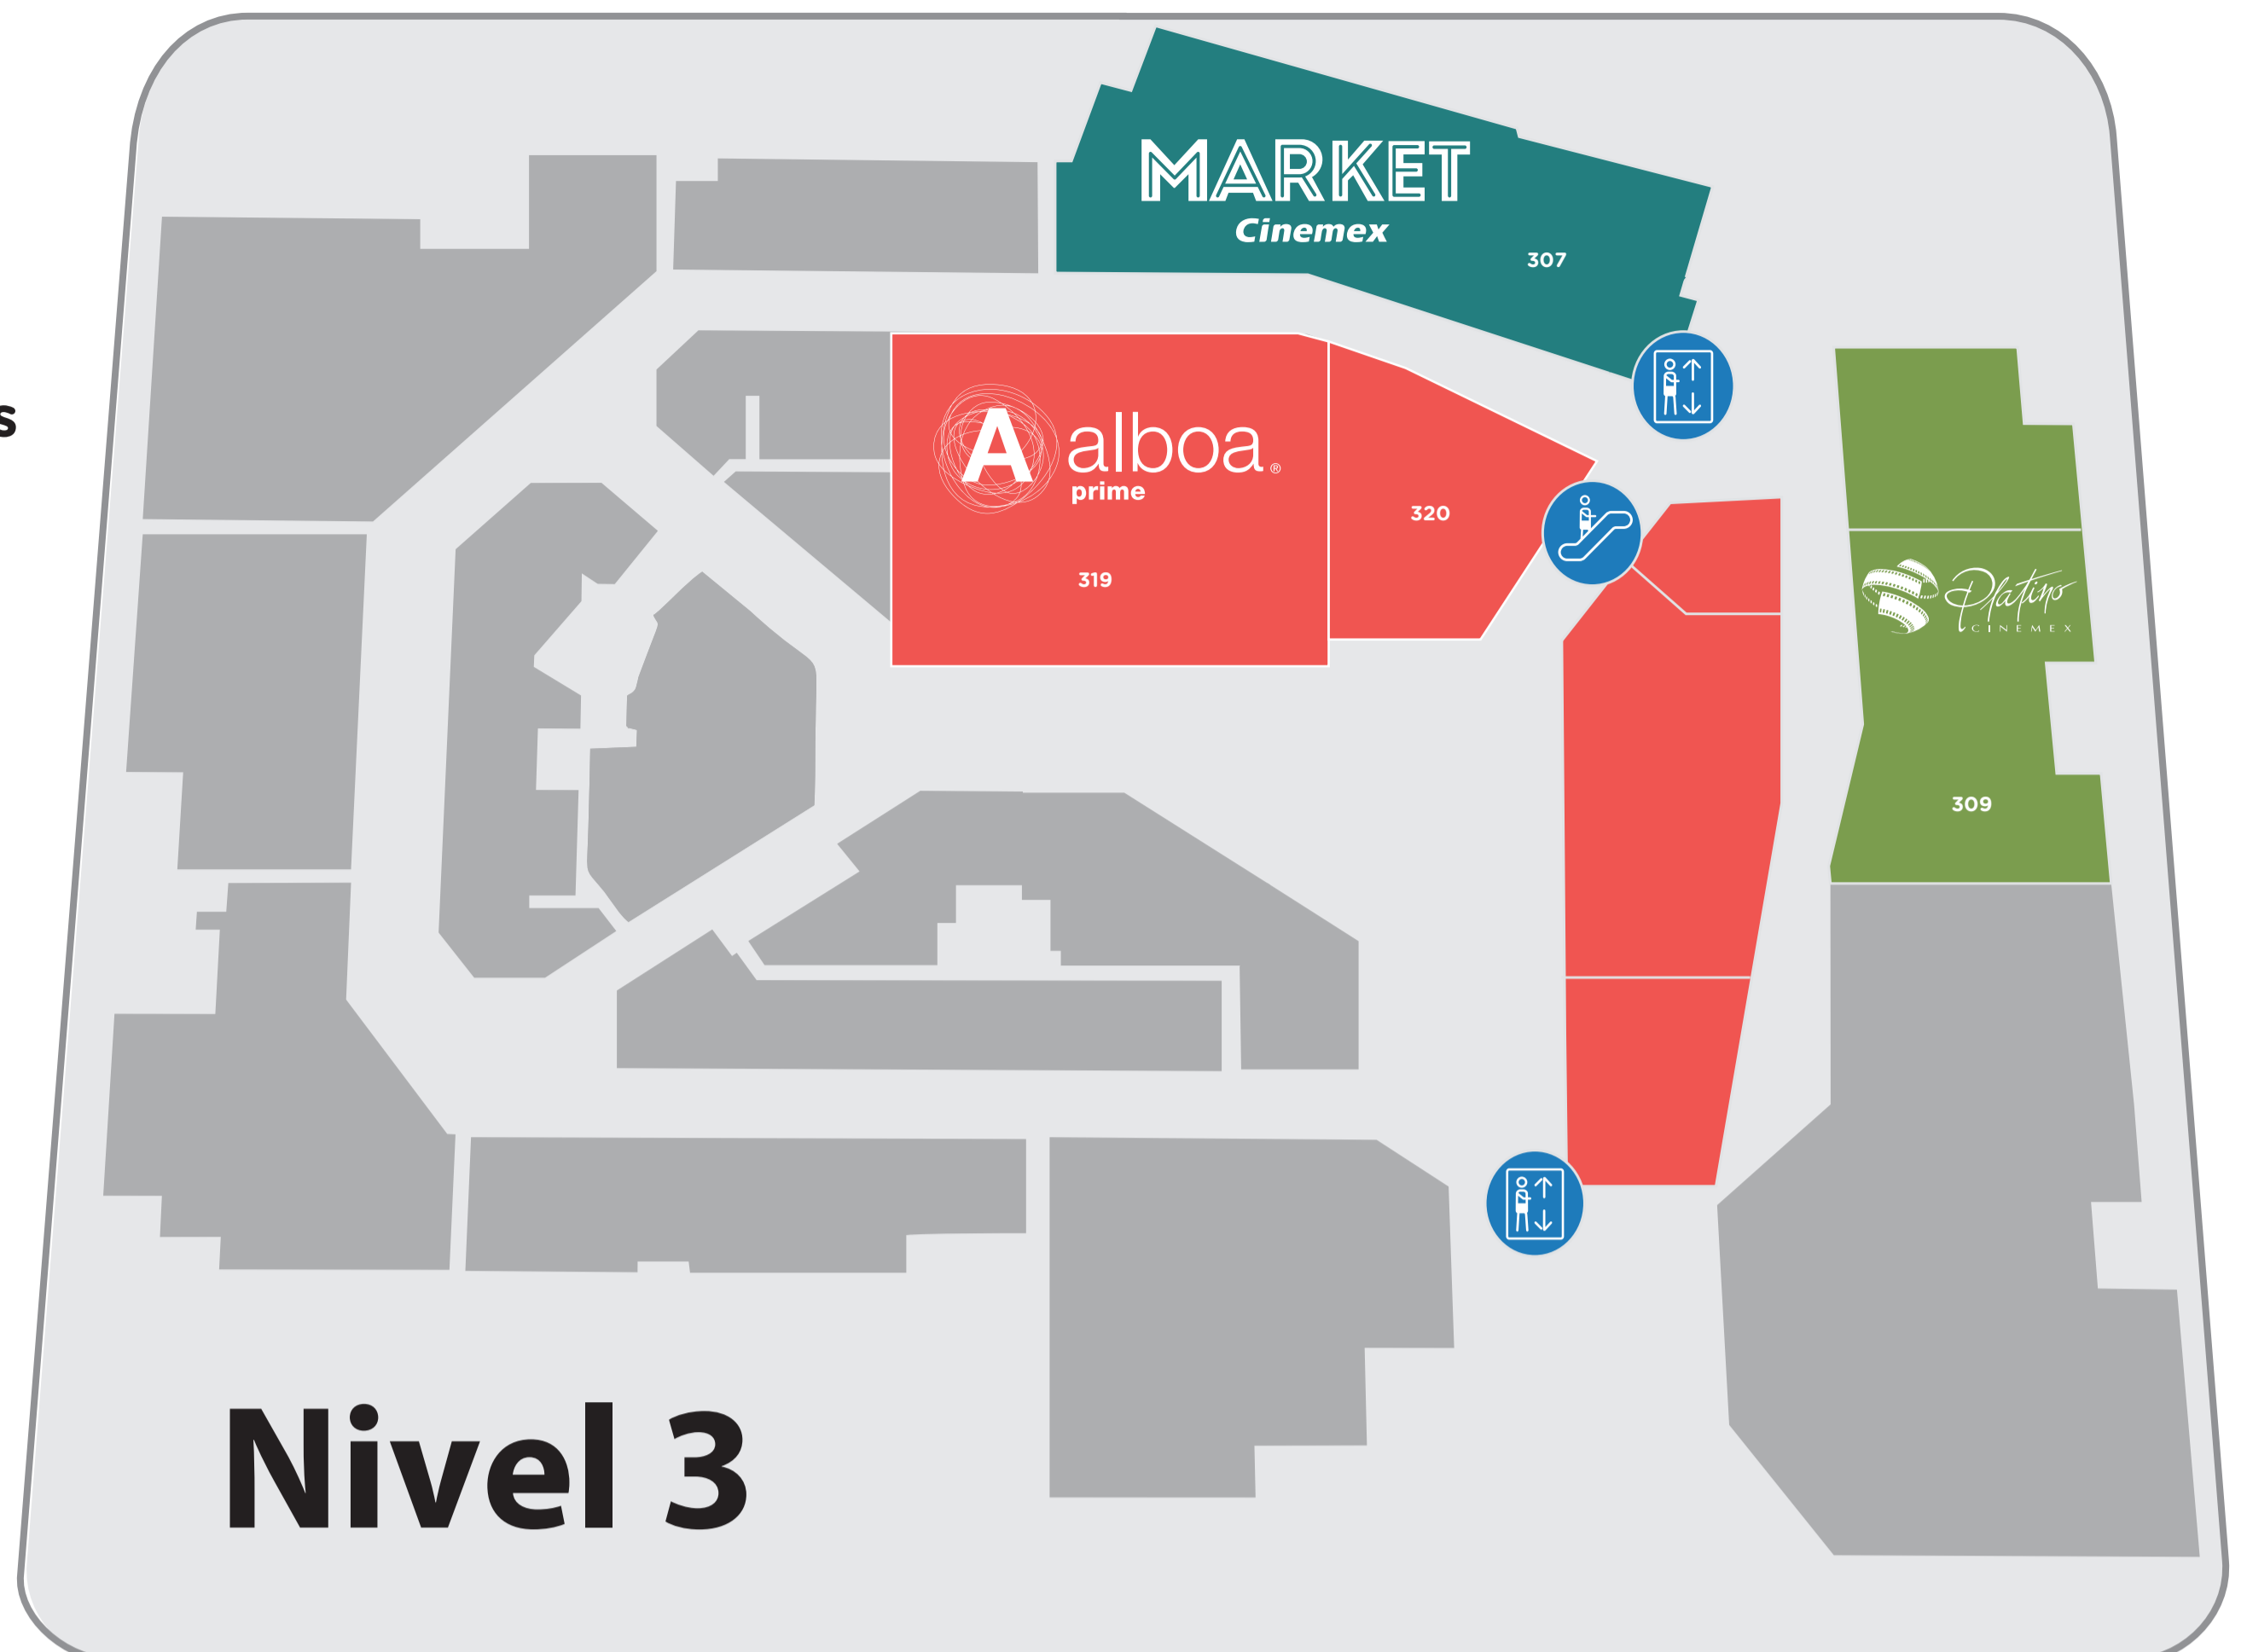 MARKET
Cinemex
307
A alboa®
prime
319
320
Platino
CINEMEX
309
Nivel 3